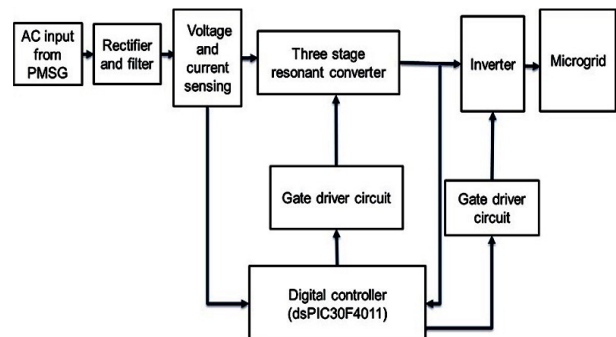 AC input
from
PMSG
Rectifier
and filter
Voltage
and
current
sensing
Three stage
resonant converter
Inverter
Microgrid
Gate driver circuit
Gate driver
circuit
Digital controller
(dsPIC30F4011)